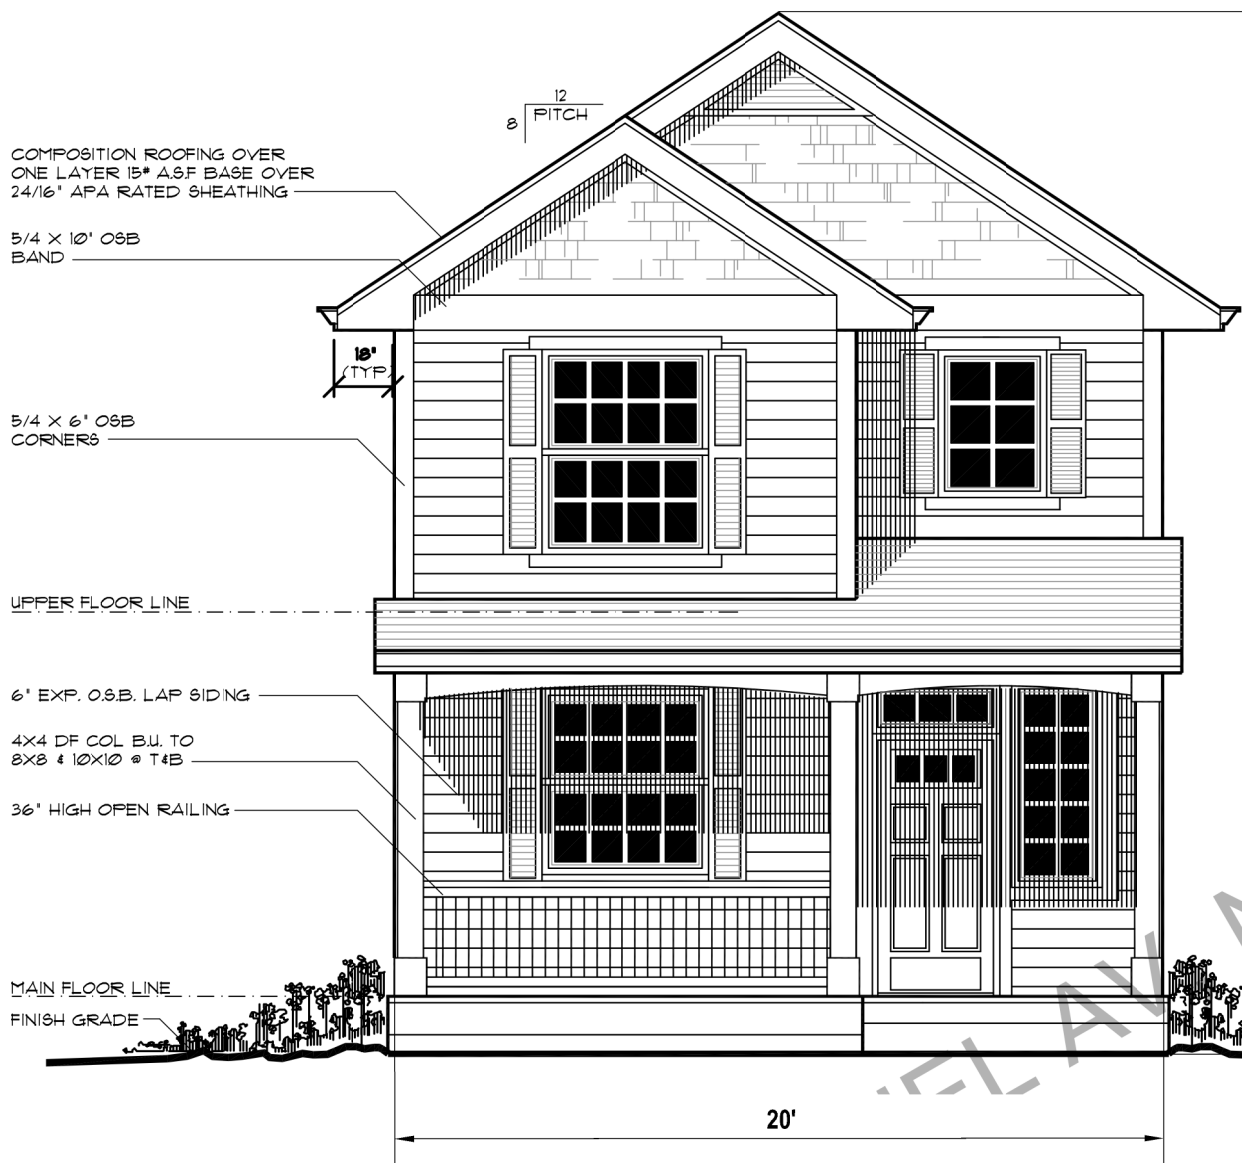 12
8 PITCH
COMPOSITION ROOFING OVER
ONE LAYER 15# A.S.F BASE OVER
24/16" APA RATED SHEATHING
5/4 X 10" OSB
BAND
18"
(TYP.)
5/4 X 6" OSB
CORNERS
UPPER FLOOR LINE
6" EXP. O.S.B. LAP SIDING
4X4 DF COL B.U. TO
8X8 & 10X10 @ T&B
36" HIGH OPEN RAILING
MAIN FLOOR LINE
FINISH GRADE
20'